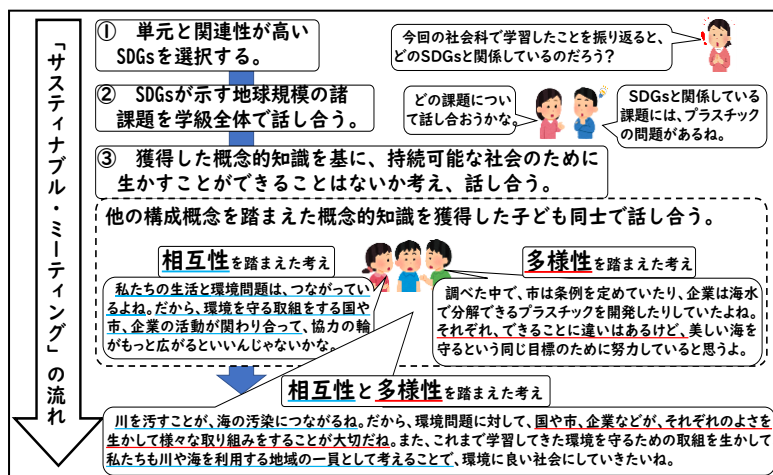 「サスティナブル・ミーティング」の流れ
① 単元と関連性が高い
SDGsを選択する。
今回の社会科で学習したことを振り返ると、
どのSDGsと関係しているのだろう？
② SDGsが示す地球規模の諸
課題を学級全体で話し合う。
どの課題につい
て話し合おうかな。
SDGsと関係している
課題には、プラスチック
の問題があるね。
③ 獲得した概念的知識を基に、持続可能な社会のために
生かすことができることはないか考え、話し合う。
他の構成概念を踏まえた概念的知識を獲得した子ども同士で話し合う。
相互性を踏まえた考え
私たちの生活と環境問題は、つながってい
るよね。だから、環境を守る取組をする国や
市、企業の活動が関わり合って、協力の輪
がもっと広がるといいんじゃないかな。
多様性を踏まえた考え
調べた中で、市は条例を定めていたり、企業は海水
で分解できるプラスチックを開発したりしていたよね。
それぞれ、できることに違いはあるけど、美しい海を
守るという同じ目標のために努力していると思うよ。
相互性と多様性を踏まえた考え
川を汚すことが、海の汚染につながるね。だから、環境問題に対して、国や市、企業などが、それぞれのよさを
生かして様々な取り組みをすることが大切だね。また、これまで学習してきた環境を守るための取組を生かして
私たちも川や海を利用する地域の一員として考えることで、環境に良い社会にしていきたいね。